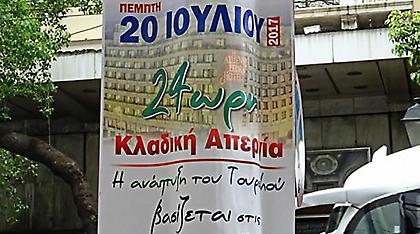 ΠΕΜΠΤΗ
20 ΙΟΥΛΙΟΥ 2017
24ωρη
Κλαδική Απεργία
Η ανάπτυξη του Τουρισμού
βασίζεται στις